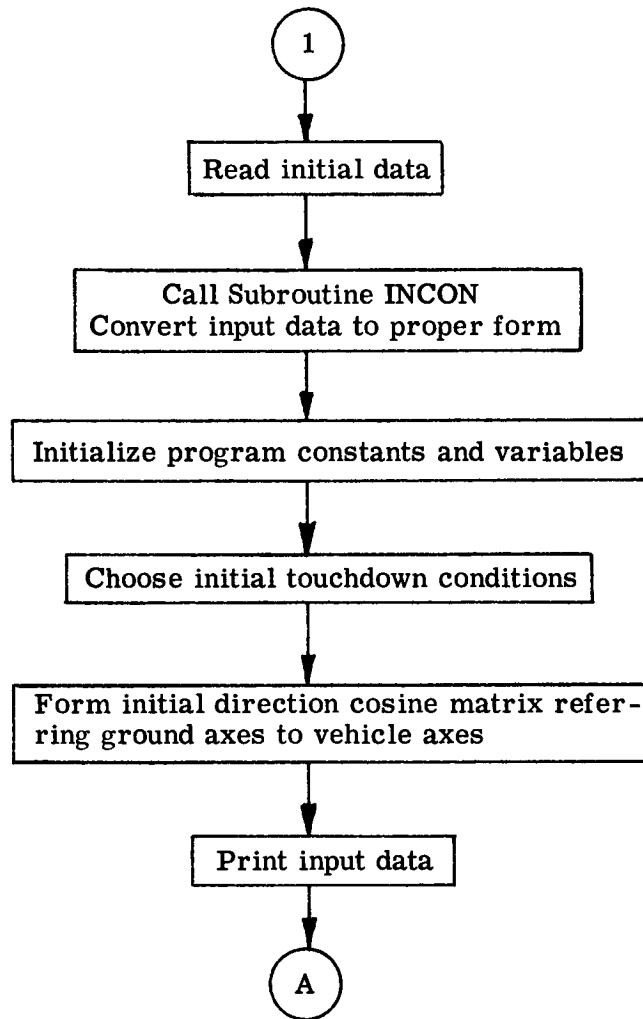 1
Read initial data
Call Subroutine INCON
Convert input data to proper form
Initialize program constants and variables
Choose initial touchdown conditions
Form initial direction cosine matrix refer-
ring ground axes to vehicle axes
Print input data
A